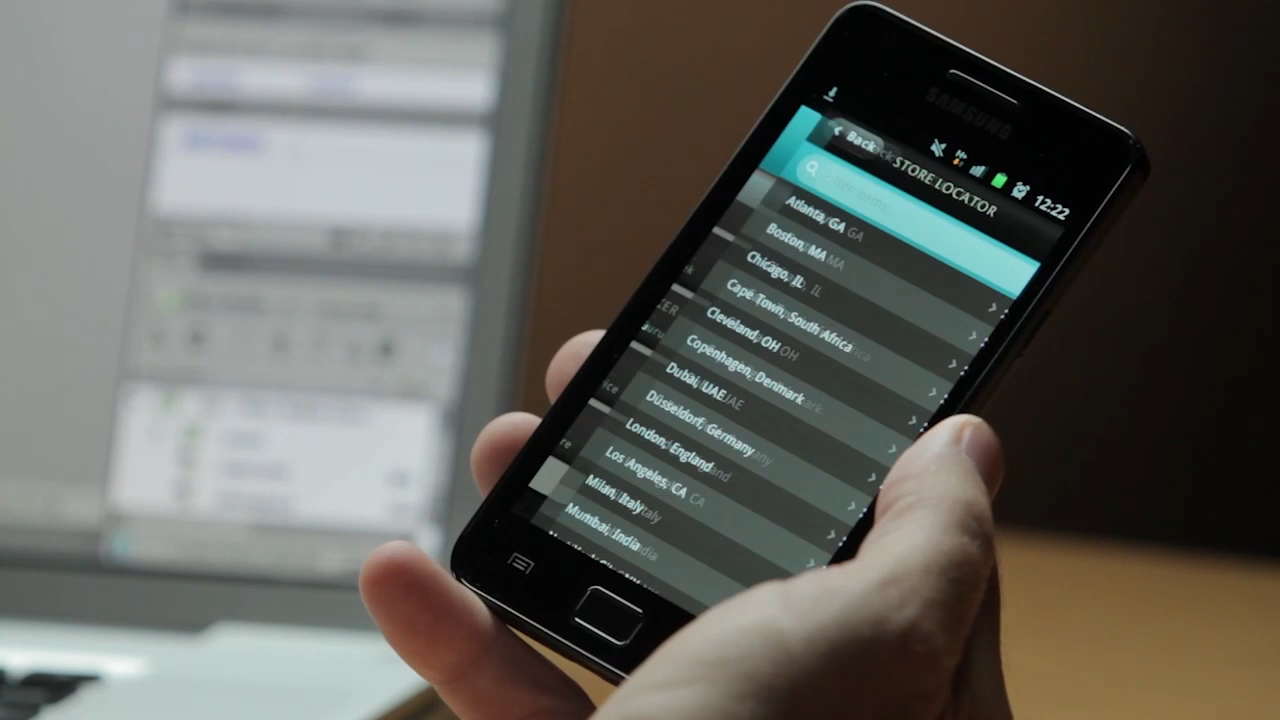 SAMSUNG
12:22
Back
STORE LOCATOR
Atlanta, GA
Boston, MA
Chicago, IL
Cape Town, South Africa
Cleveland, OH
Copenhagen, Denmark
Dubai, UAE
Düsseldorf, Germany
London, England
Los Angeles, CA
Milan, Italy
Mumbai, India